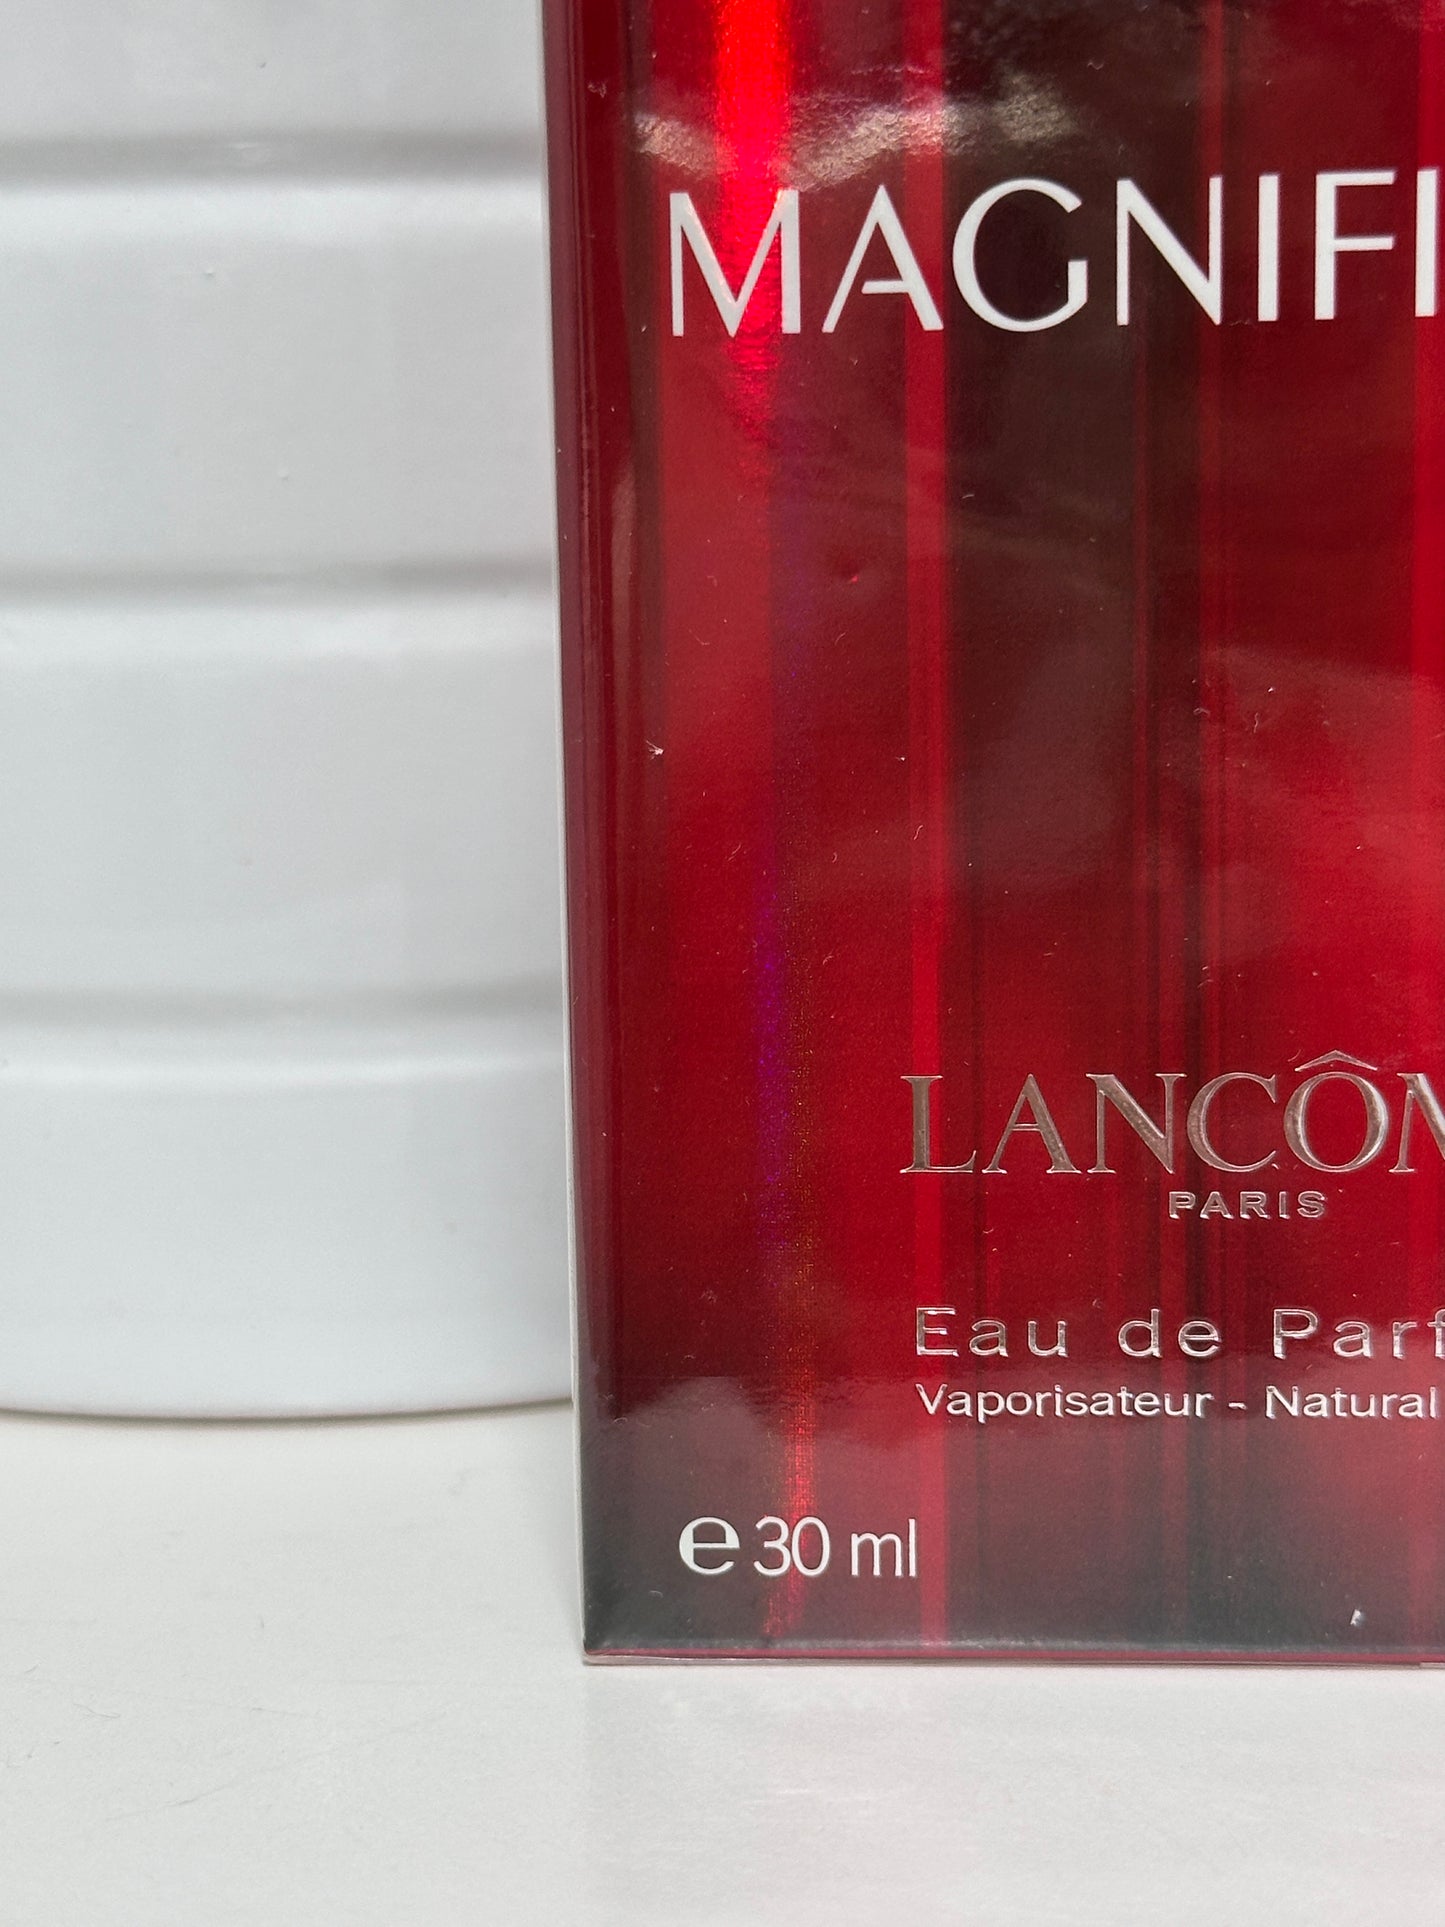 MAGNIFI
LANCÔM
PARIS
Eau de Parf
Vaporisateur - Natural
℮ 30 ml